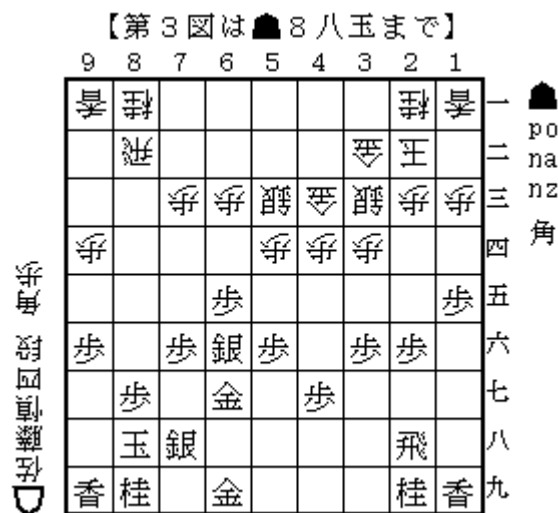 【第3図は☗8八玉まで】
9 8 7 6 5 4 3 2 1
香 桂 桂 香 一
飛 金 玉 二
歩 歩 銀 金 銀 歩 歩 三
歩 歩 歩 歩 四
歩 歩 五
歩 歩 銀 歩 歩 歩 六
歩 金 歩 七
玉 銀 飛 八
香 桂 金 桂 香 九
☗
po
na
nz
角
☖佐藤慎四段 角歩